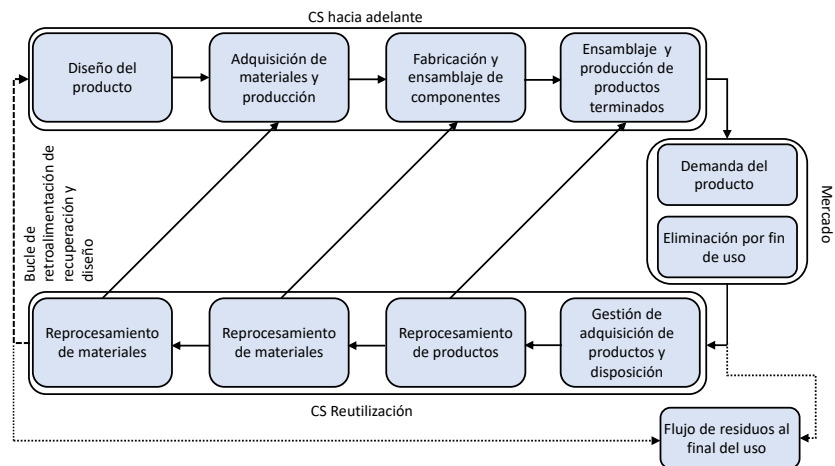 CS hacia adelante
Diseño del
producto
Adquisición de
materiales y
producción
Fabricación y
ensamblaje de
componentes
Ensamblaje y
producción de
productos
terminados
Demanda del
producto
Eliminación por fin
de uso
Mercado
Bucle de
retroalimentación de
recuperación y
diseño
Reprocesamiento
de materiales
Reprocesamiento
de materiales
Reprocesamiento
de productos
Gestión de
adquisición de
productos y
disposición
CS Reutilización
Flujo de residuos al
final del uso